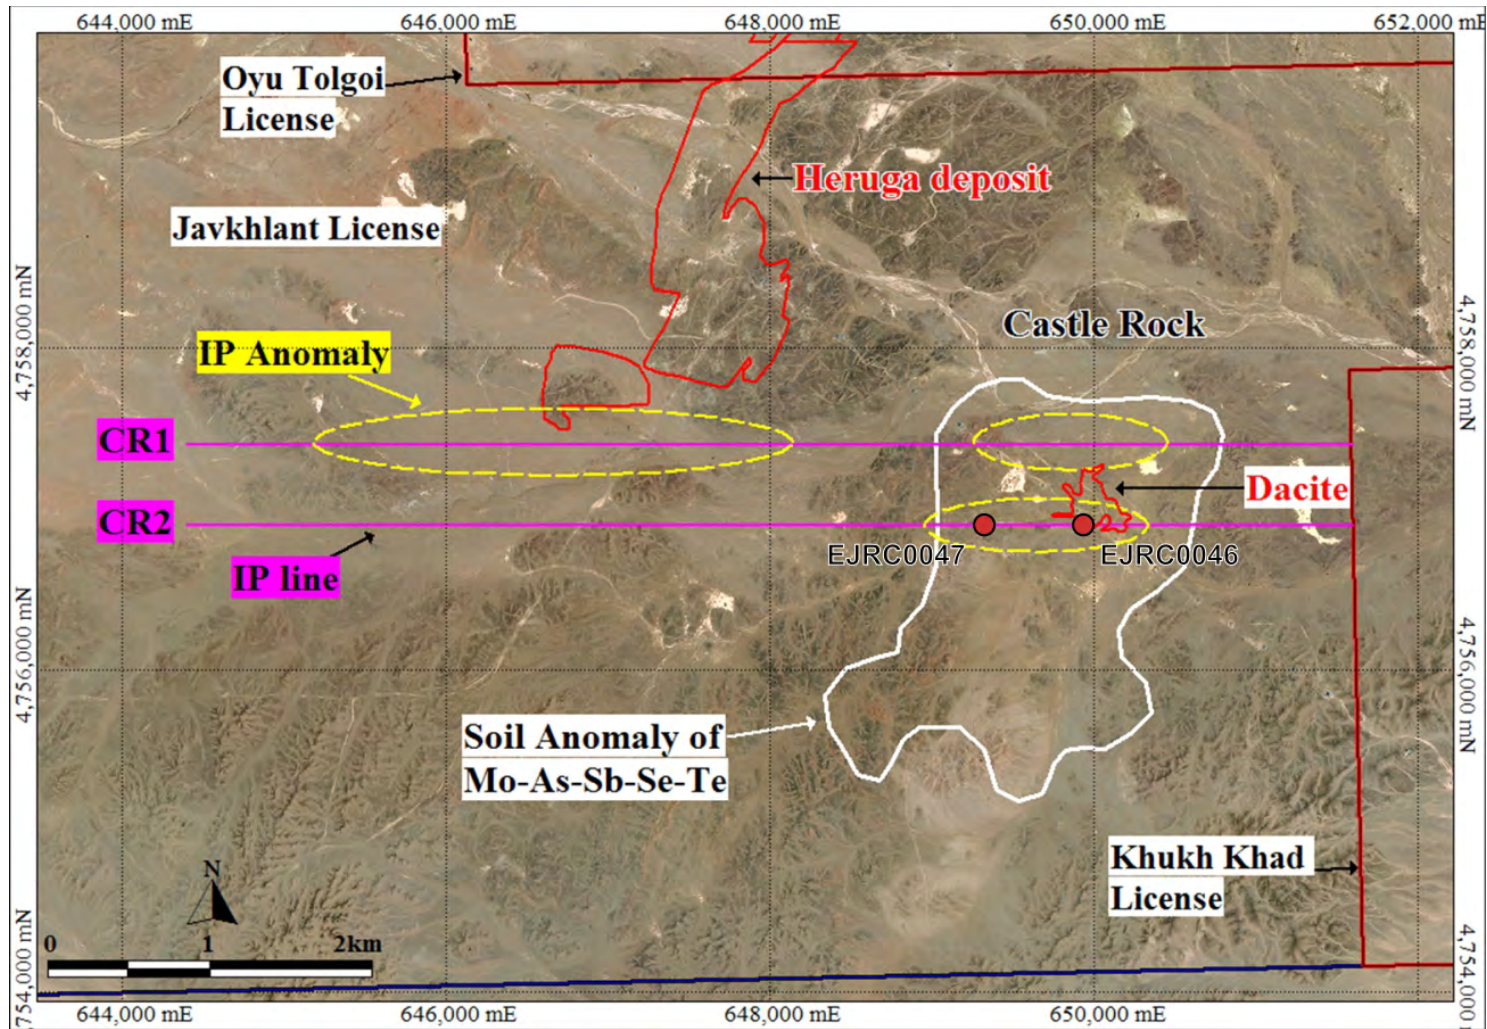 644,000 mE
646,000 mE
648,000 mE
650,000 mE
652,000 mE
Oyu Tolgoi
License
Heruga deposit
Javkhlant License
4,758,000 mN
4,758,000 mN
Castle Rock
IP Anomaly
CR1
Dacite
CR2
EJRC0047
EJRC0046
IP line
4,756,000 mN
4,756,000 mN
Soil Anomaly of
Mo-As-Sb-Se-Te
Khukh Khad
License
N
0
1
2km
4,754,000 mN
4,754,000 mN
644,000 mE
646,000 mE
648,000 mE
650,000 mE
652,000 mE